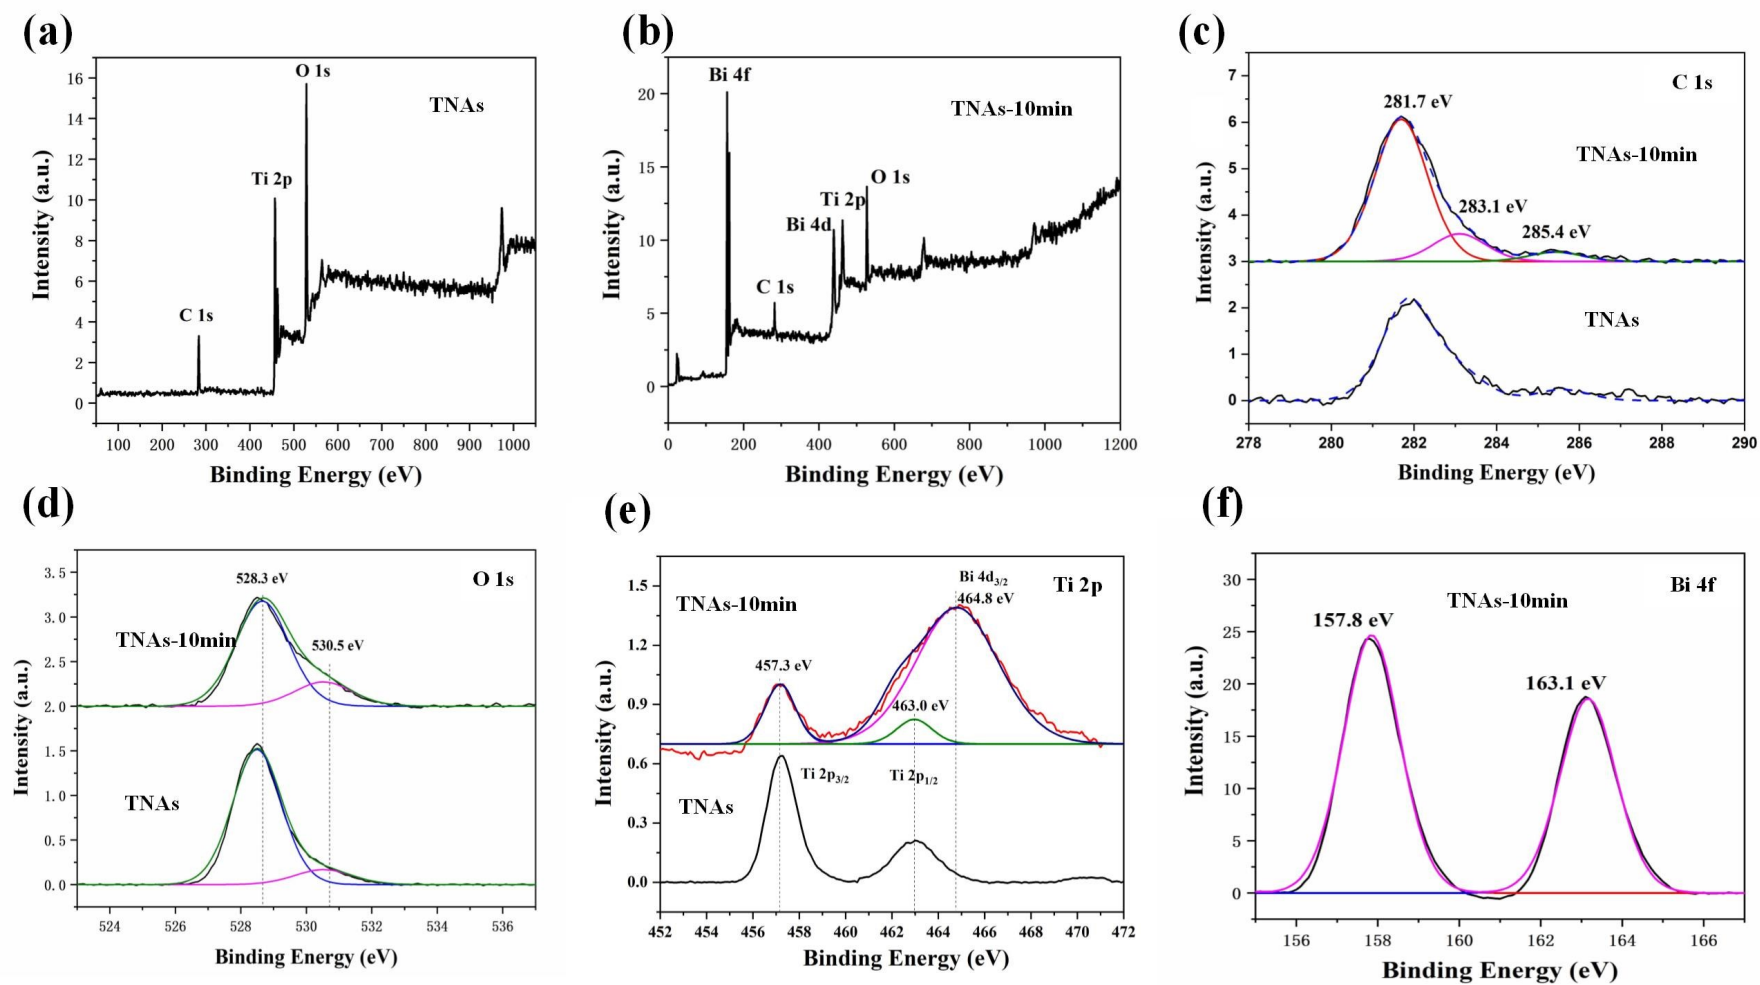 (a)
O 1s
TNAs
Ti 2p
C 1s
16
14
12
10
8
6
4
2
0
Intensity (a.u.)
100 200 300 400 500 600 700 800 900 1000
Binding Energy (eV)
(b)
Bi 4f
TNAs-10min
O 1s
Ti 2p
Bi 4d
C 1s
20
15
10
5
0
Intensity (a.u.)
0 200 400 600 800 1000 1200
Binding Energy (eV)
(c)
C 1s
281.7 eV
TNAs-10min
283.1 eV
285.4 eV
TNAs
7
6
5
4
3
2
1
0
Intensity (a.u.)
278 280 282 284 286 288 290
Binding Energy (eV)
(d)
O 1s
528.3 eV
TNAs-10min
530.5 eV
TNAs
3.5
3.0
2.5
2.0
1.5
1.0
0.5
0.0
Intensity (a.u.)
524 526 528 530 532 534 536
Binding Energy (eV)
(e)
Bi 4d3/2
Ti 2p
464.8 eV
TNAs-10min
457.3 eV
463.0 eV
Ti 2p3/2
Ti 2p1/2
TNAs
1.5
1.2
0.9
0.6
0.3
0.0
Intensity (a.u.)
452 454 456 458 460 462 464 466 468 470 472
Binding Energy (eV)
(f)
Bi 4f
TNAs-10min
157.8 eV
163.1 eV
30
25
20
15
10
5
0
Intensity (a.u.)
156 158 160 162 164 166
Binding Energy (eV)